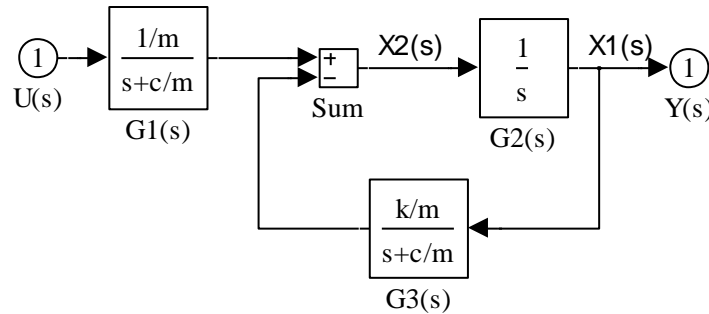 1
U(s)
1/m
s+c/m
G1(s)
+
−
Sum
X2(s)
1
s
G2(s)
X1(s)
1
Y(s)
k/m
s+c/m
G3(s)